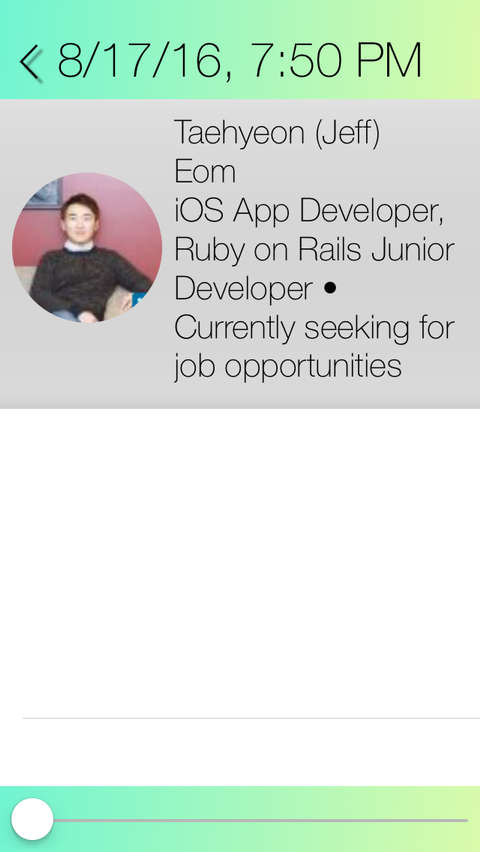 8/17/16, 7:50 PM
Taehyeon (Jeff)
Eom
iOS App Developer,
Ruby on Rails Junior
Developer •
Currently seeking for
job opportunities